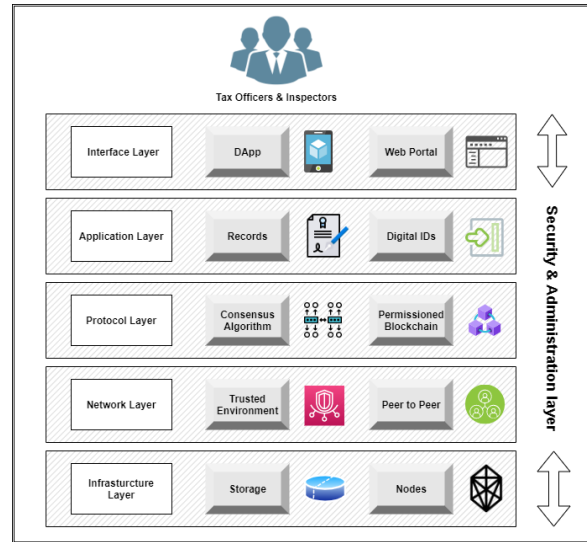 Tax Officers & Inspectors
Interface Layer
DApp
Web Portal
Application Layer
Records
Digital IDs
Protocol Layer
Consensus
Algorithm
Permissioned
Blockchain
Network Layer
Trusted
Environment
Peer to Peer
Infrasturcture
Layer
Storage
Nodes
Security & Administration layer